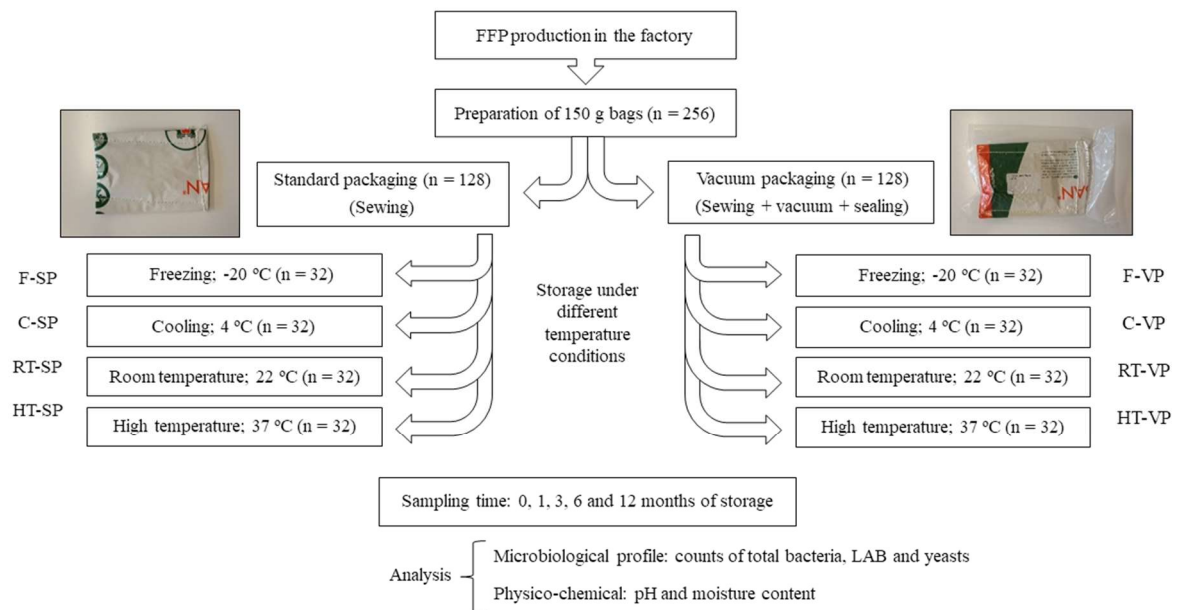 FFP production in the factory
Preparation of 150 g bags (n = 256)
Standard packaging (n = 128)
(Sewing)
Vacuum packaging (n = 128)
(Sewing + vacuum + sealing)
F-SP
Freezing; -20 ºC (n = 32)
C-SP
Cooling; 4 ºC (n = 32)
RT-SP
Room temperature; 22 ºC (n = 32)
HT-SP
High temperature; 37 ºC (n = 32)
Storage under
different
temperature
conditions
Freezing; -20 ºC (n = 32)
F-VP
Cooling; 4 ºC (n = 32)
C-VP
Room temperature; 22 ºC (n = 32)
RT-VP
High temperature; 37 ºC (n = 32)
HT-VP
Sampling time: 0, 1, 3, 6 and 12 months of storage
Analysis
Microbiological profile: counts of total bacteria, LAB and yeasts
Physico-chemical: pH and moisture content